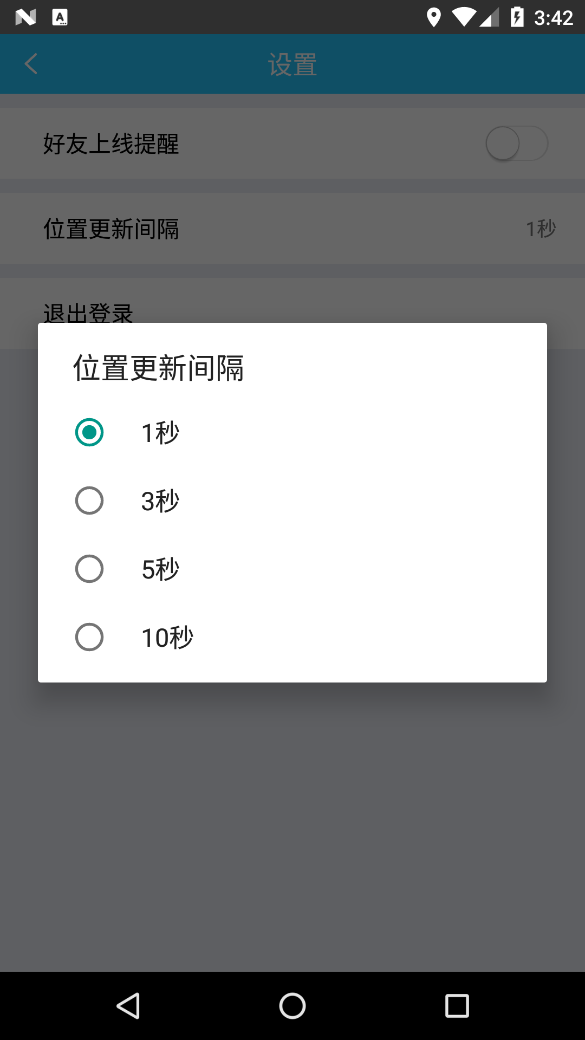 3:42
设置
好友上线提醒
位置更新间隔
1秒
退出登录
位置更新间隔
1秒
3秒
5秒
10秒